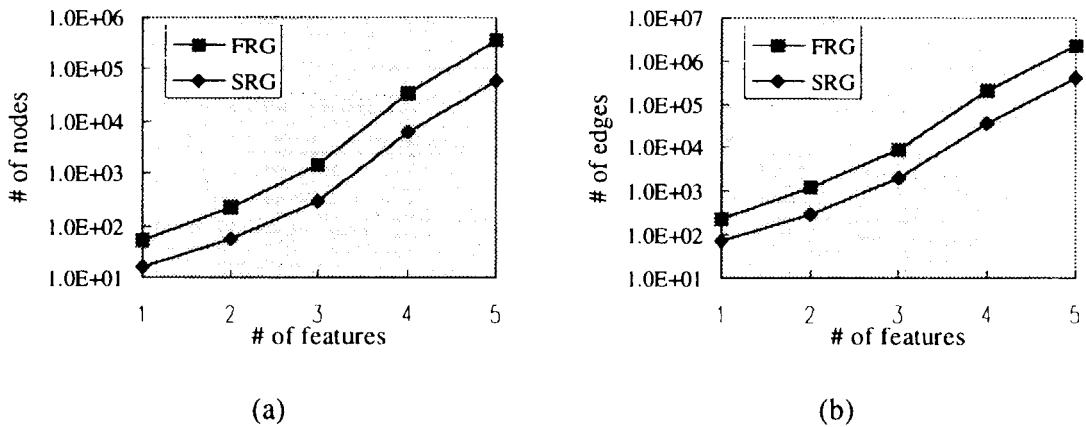 1.0E+06
1.0E+05
1.0E+04
1.0E+03
1.0E+02
1.0E+01
# of nodes
FRG
SRG
1 2 3 4 5
# of features
(a)
1.0E+07
1.0E+06
1.0E+05
1.0E+04
1.0E+03
1.0E+02
1.0E+01
# of edges
FRG
SRG
1 2 3 4 5
# of features
(b)